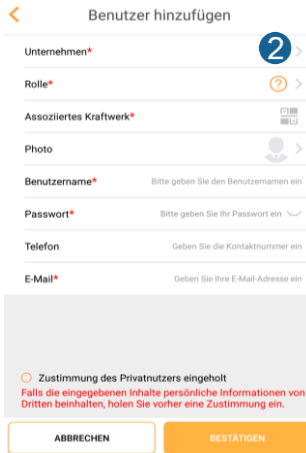 Benutzer hinzufügen
Unternehmen* 2
Rolle* ?
Assoziiertes Kraftwerk*
Photo
Benutzername* Bitte geben Sie den Benutzernamen ein
Passwort* Bitte geben Sie Ihr Passwort ein
Telefon Geben Sie die Kontaktnummer ein
E-Mail* Geben Sie Ihre E-Mail-Adresse ein
Zustimmung des Privatnutzers eingeholt
Falls die eingegebenen Inhalte persönliche Informationen von
Dritten beinhalten, holen Sie vorher eine Zustimmung ein.
ABBRECHEN BESTÄTIGEN